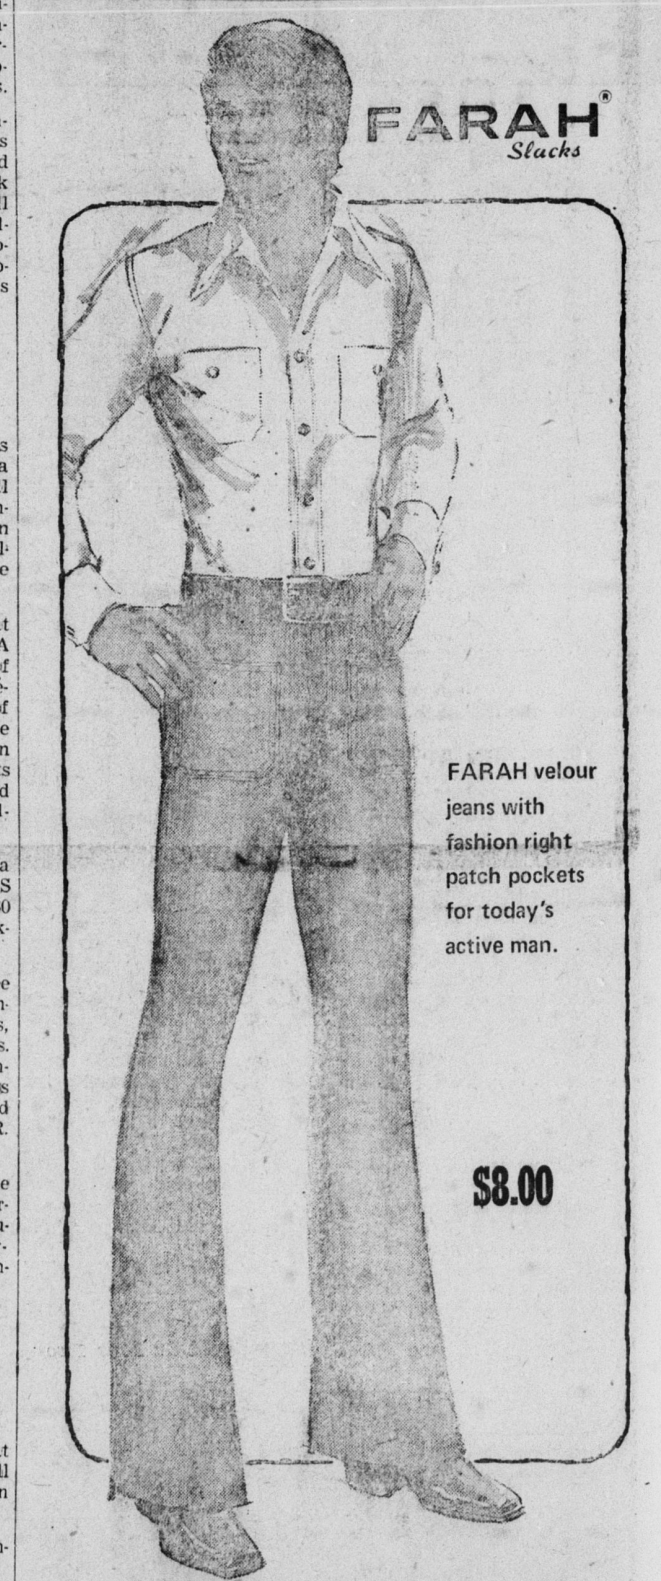 FARAH®
Slacks
FARAH velour
jeans with
fashion right
patch pockets
for today's
active man.
$8.00